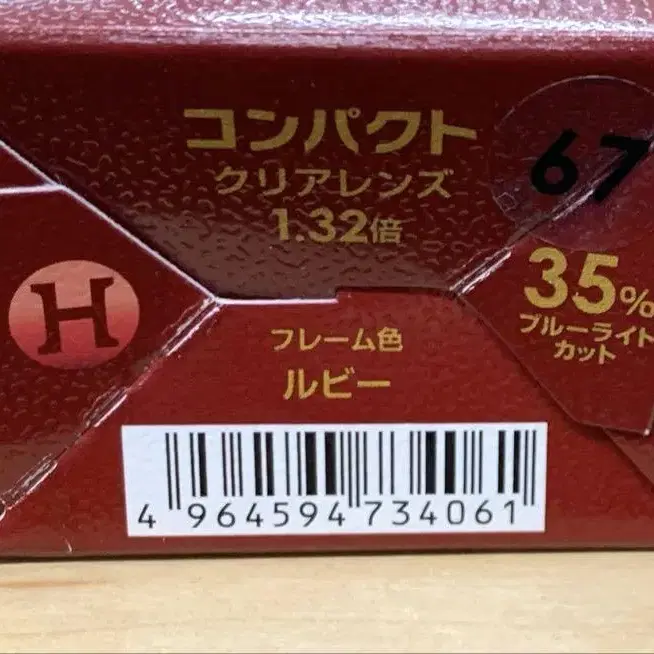 コンパクト
クリアレンズ
1.32倍
67
35%
ブルーライト
カット
H
フレーム色
ルビー
4 964594 734061